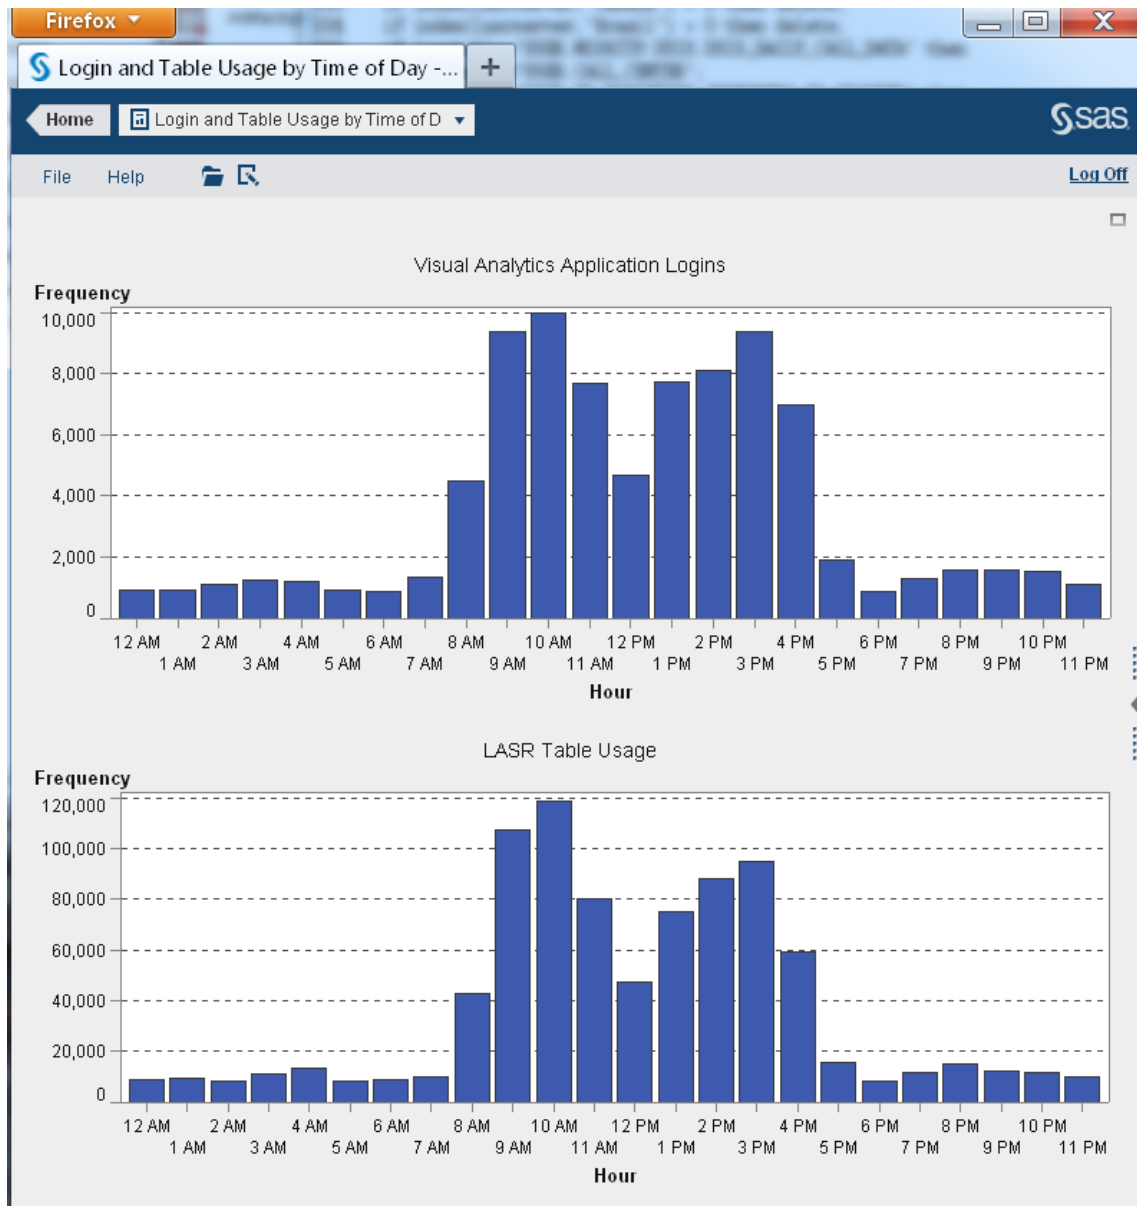 Firefox
Login and Table Usage by Time of Day -...
Home
Login and Table Usage by Time of D
sas
File Help
Log Off
Visual Analytics Application Logins
Frequency
10,000
8,000
6,000
4,000
2,000
0
12 AM 2 AM 4 AM 6 AM 8 AM 10 AM 12 PM 2 PM 4 PM 6 PM 8 PM 10 PM
1 AM 3 AM 5 AM 7 AM 9 AM 11 AM 1 PM 3 PM 5 PM 7 PM 9 PM 11 PM
Hour
LASR Table Usage
Frequency
120,000
100,000
80,000
60,000
40,000
20,000
0
12 AM 2 AM 4 AM 6 AM 8 AM 10 AM 12 PM 2 PM 4 PM 6 PM 8 PM 10 PM
1 AM 3 AM 5 AM 7 AM 9 AM 11 AM 1 PM 3 PM 5 PM 7 PM 9 PM 11 PM
Hour